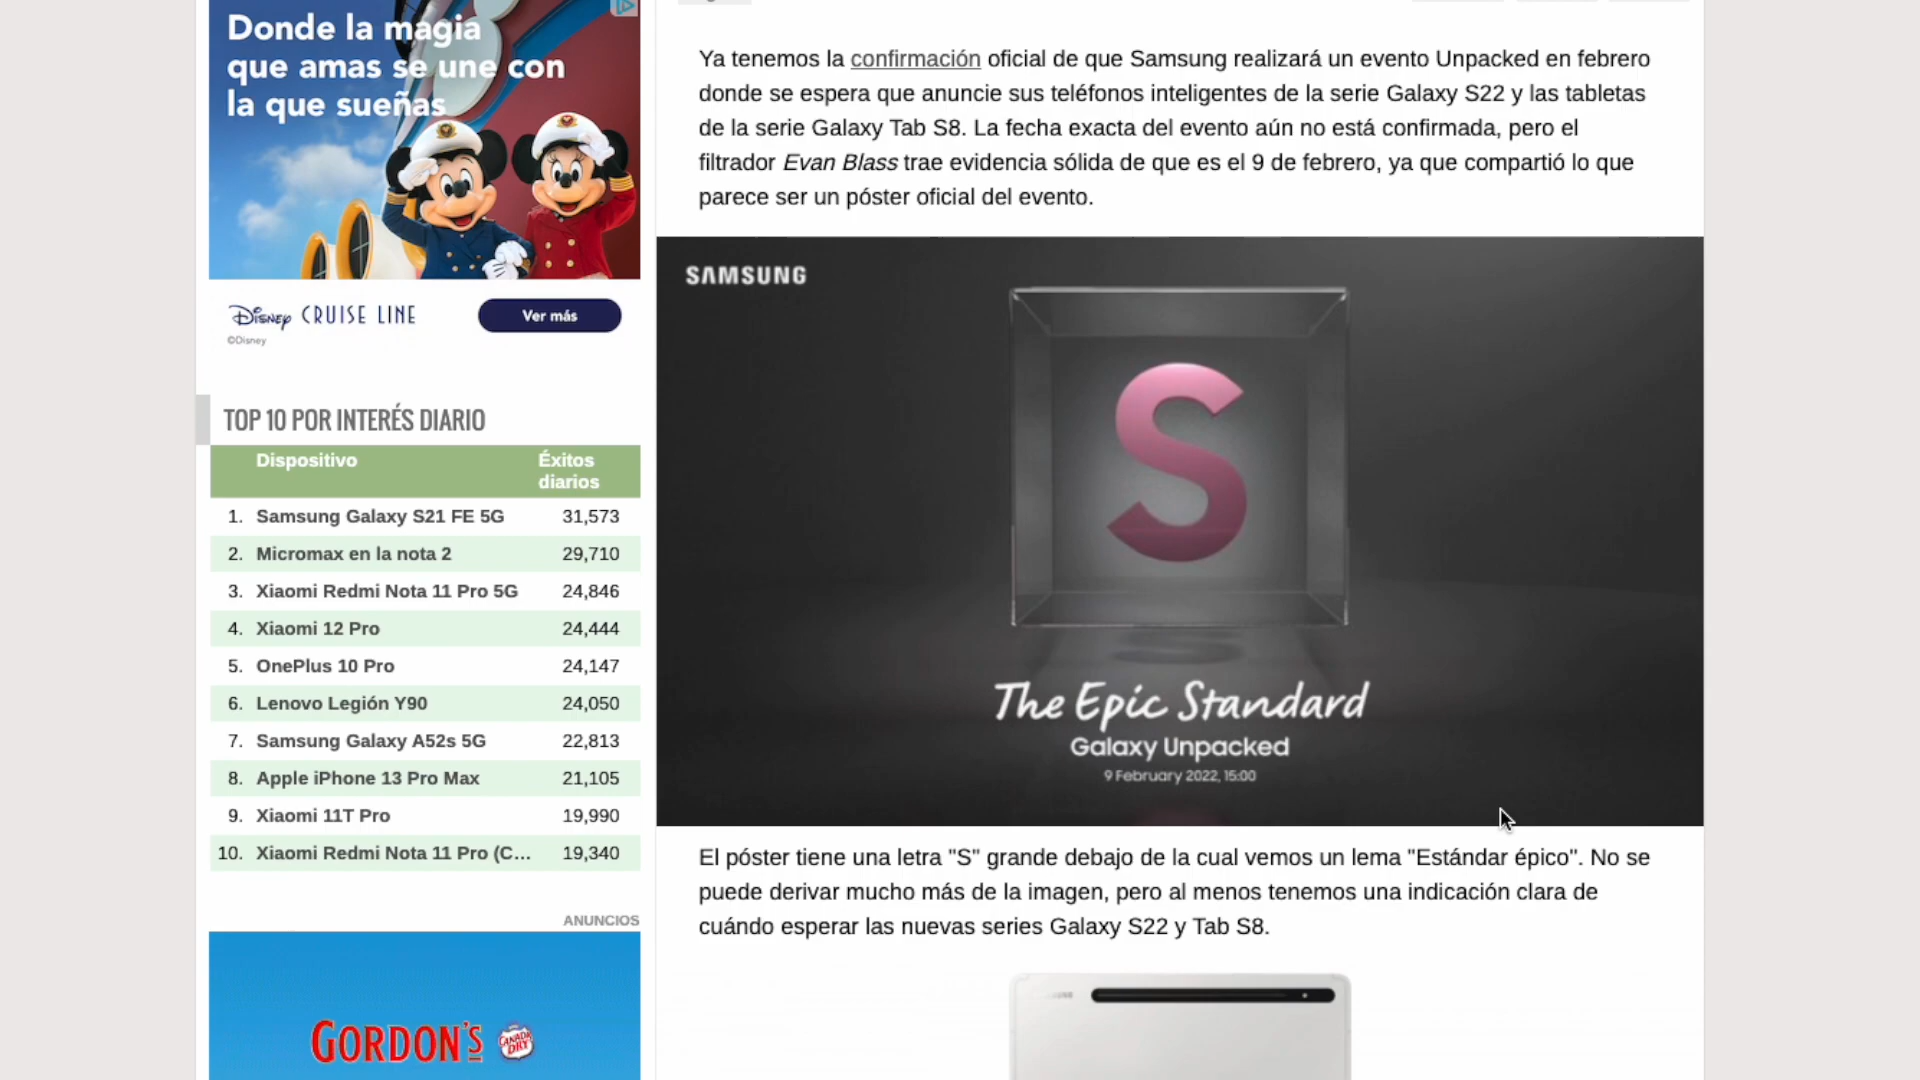 Donde la magia
que amas se une con
la que sueñas
Disney CRUISE LINE
Ver más
©Disney
TOP 10 POR INTERÉS DIARIO
Dispositivo Éxitos diarios
1. Samsung Galaxy S21 FE 5G 31,573
2. Micromax en la nota 2 29,710
3. Xiaomi Redmi Nota 11 Pro 5G 24,846
4. Xiaomi 12 Pro 24,444
5. OnePlus 10 Pro 24,147
6. Lenovo Legión Y90 24,050
7. Samsung Galaxy A52s 5G 22,813
8. Apple iPhone 13 Pro Max 21,105
9. Xiaomi 11T Pro 19,990
10. Xiaomi Redmi Nota 11 Pro (C... 19,340
ANUNCIOS
GORDON'S
CANADA DRY
Ya tenemos la confirmación oficial de que Samsung realizará un evento Unpacked en febrero
donde se espera que anuncie sus teléfonos inteligentes de la serie Galaxy S22 y las tabletas
de la serie Galaxy Tab S8. La fecha exacta del evento aún no está confirmada, pero el
filtrador Evan Blass trae evidencia sólida de que es el 9 de febrero, ya que compartió lo que
parece ser un póster oficial del evento.
SAMSUNG
S
The Epic Standard
Galaxy Unpacked
9 February 2022, 15:00
El póster tiene una letra "S" grande debajo de la cual vemos un lema "Estándar épico". No se
puede derivar mucho más de la imagen, pero al menos tenemos una indicación clara de
cuándo esperar las nuevas series Galaxy S22 y Tab S8.